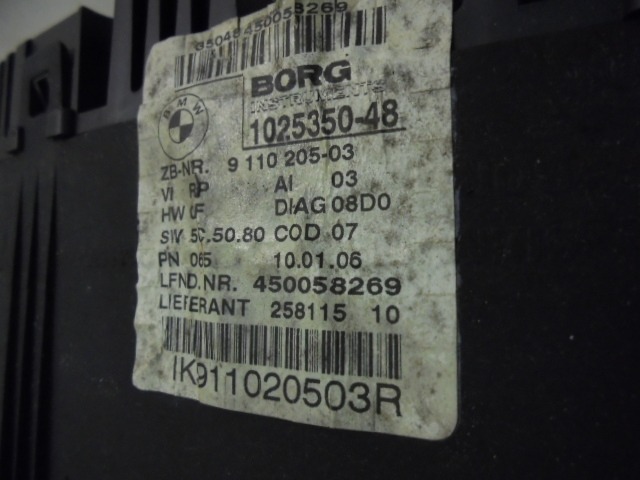 35048450058269
BMW
BORG
INSTRUMENTS
1025350-48
ZB-NR. 9 110 205-03
VI RP AI 03
HW 0F DIAG 08D0
SW 50.50.80 COD 07
PN 065 10.01.06
LFND.NR. 450058269
LIEFERANT 258115 10
IK911020503R